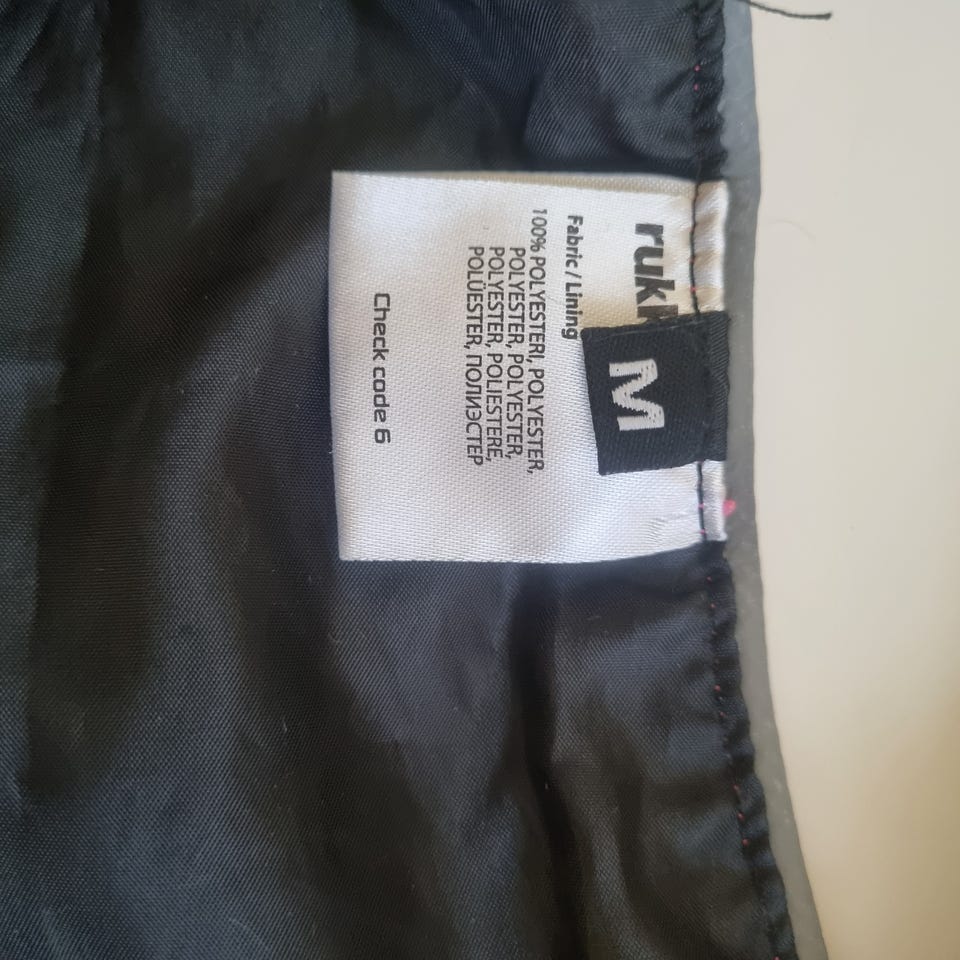 M
Fabric / Lining
100% POLYESTERI, POLYESTER,
POLYESTER, POLYESTER,
POLYESTER, POLIESTERE,
POLÜESTER, ПОЛИЭСТЕР
Check code 6